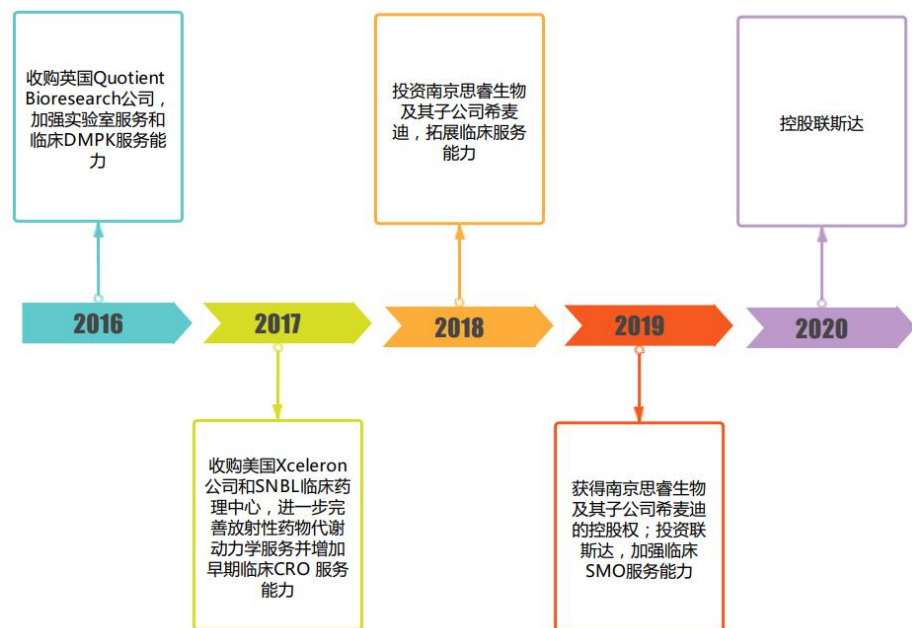 收购英国Quotient
Bioresearch公司，
加强实验室服务和
临床DMPK服务能
力
投资南京思睿生物
及其子公司希麦
迪，拓展临床服务
能力
控股联斯达
2016
2017
2018
2019
2020
收购美国Xceleron
公司和SNBL临床药
理中心，进一步完
善放射性药物代谢
动力学服务并增加
早期临床CRO 服务
能力
获得南京思睿生物
及其子公司希麦迪
的控股权；投资联
斯达，加强临床
SMO服务能力